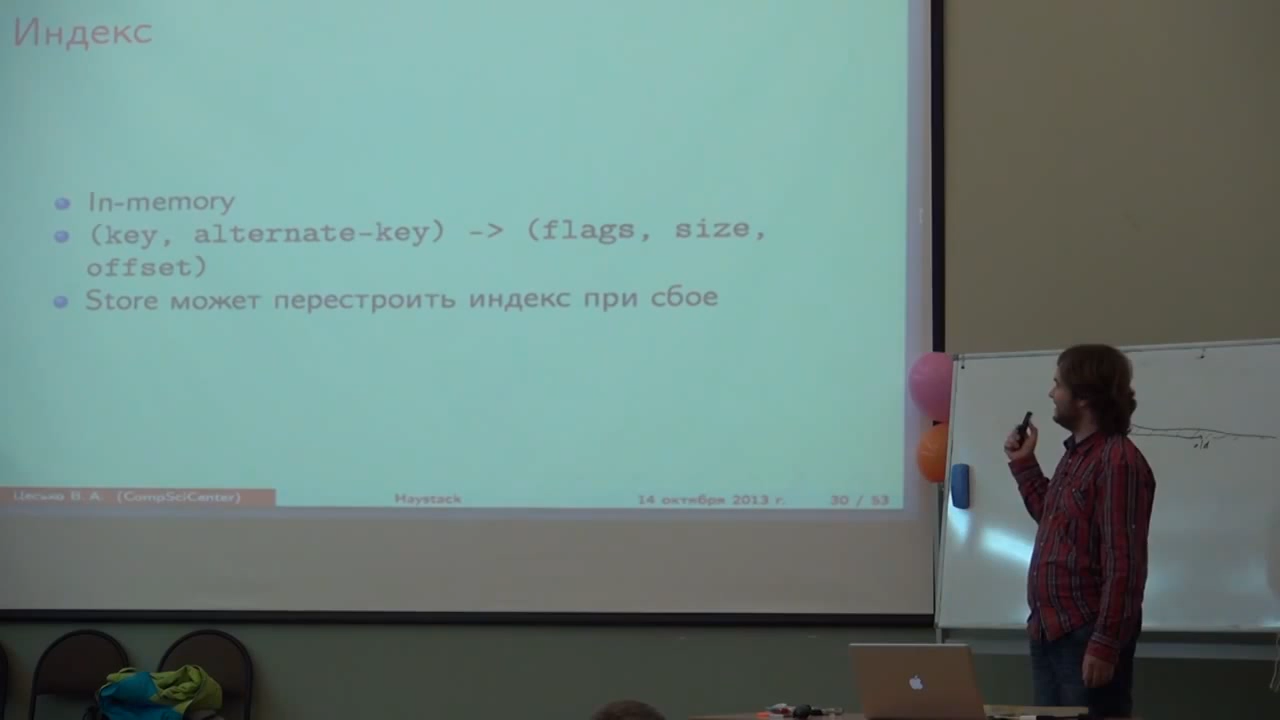 Индекс
In-memory
(key, alternate-key) -> (flags, size,
offset)
Store может перестроить индекс при сбое
Цесько В. А. (CompSciCenter) Haystack 14 октября 2013 г. 30 / 53
old